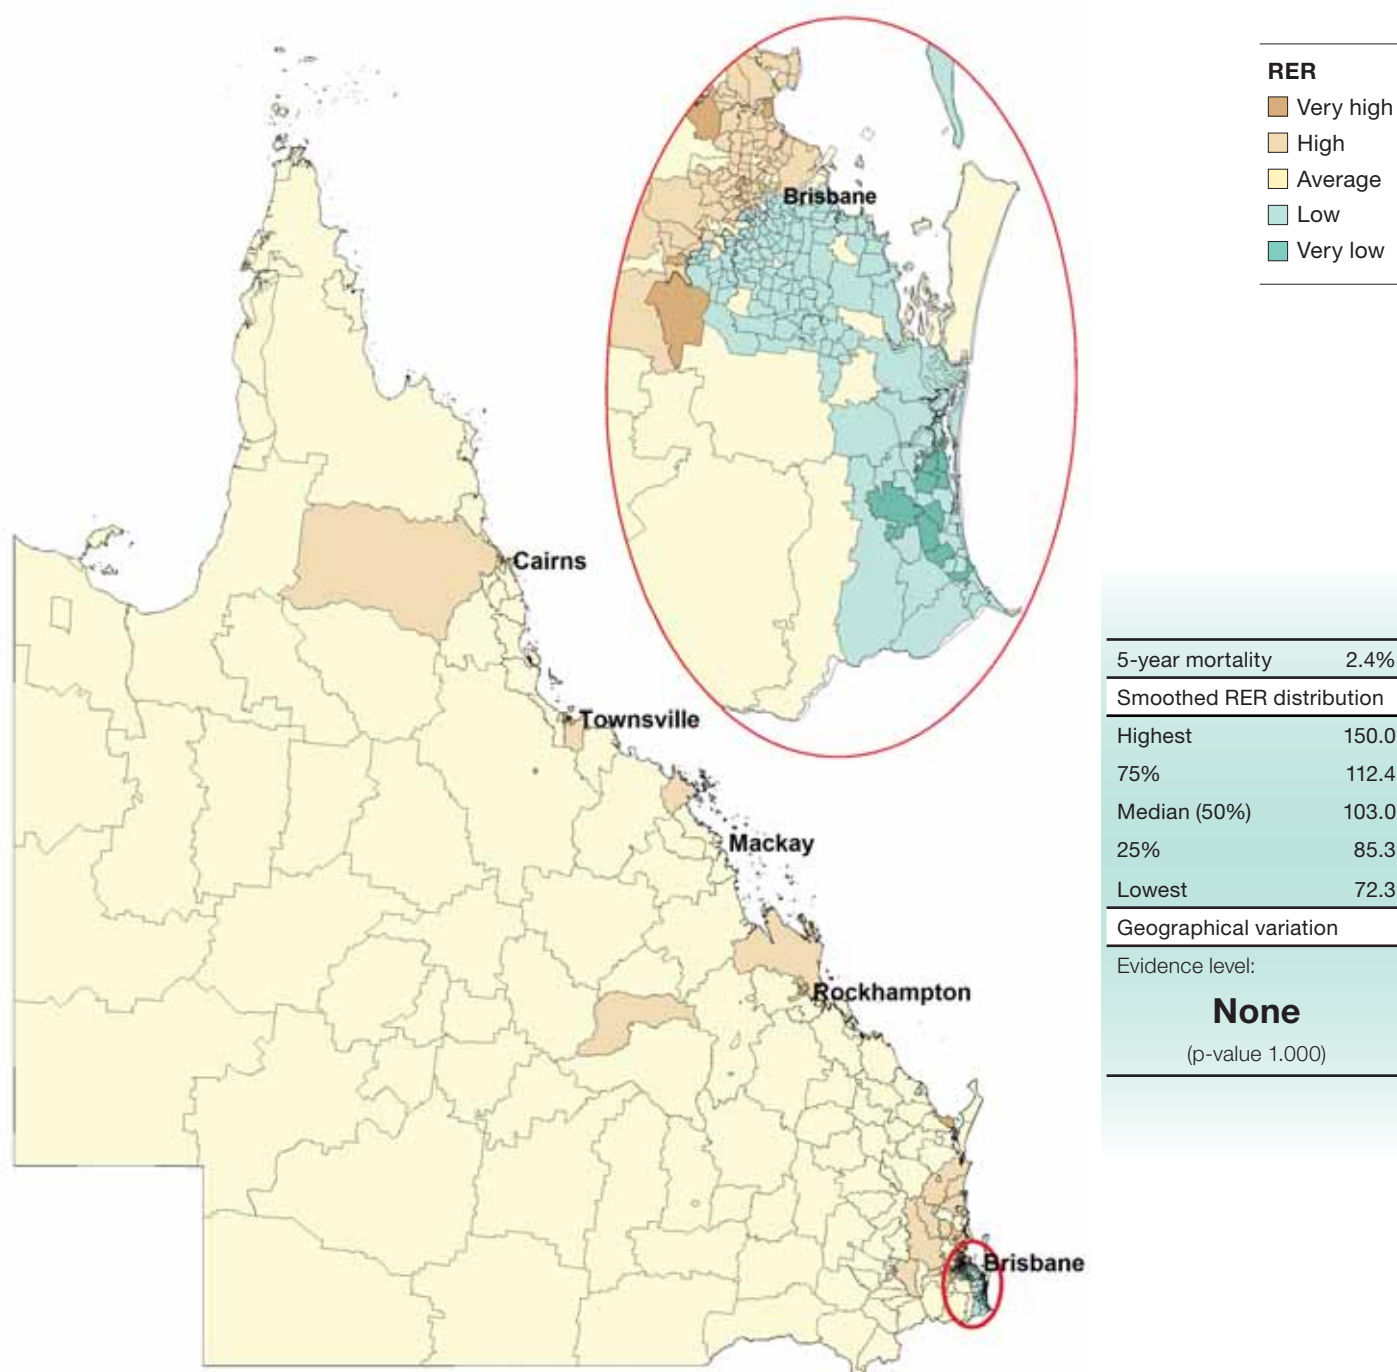 RER
Very high
High
Average
Low
Very low
Brisbane
Cairns
Townsville
Mackay
Rockhampton
Brisbane
5-year mortality 2.4%
Smoothed RER distribution
Highest 150.0
75% 112.4
Median (50%) 103.0
25% 85.3
Lowest 72.3
Geographical variation
Evidence level:
None
(p-value 1.000)